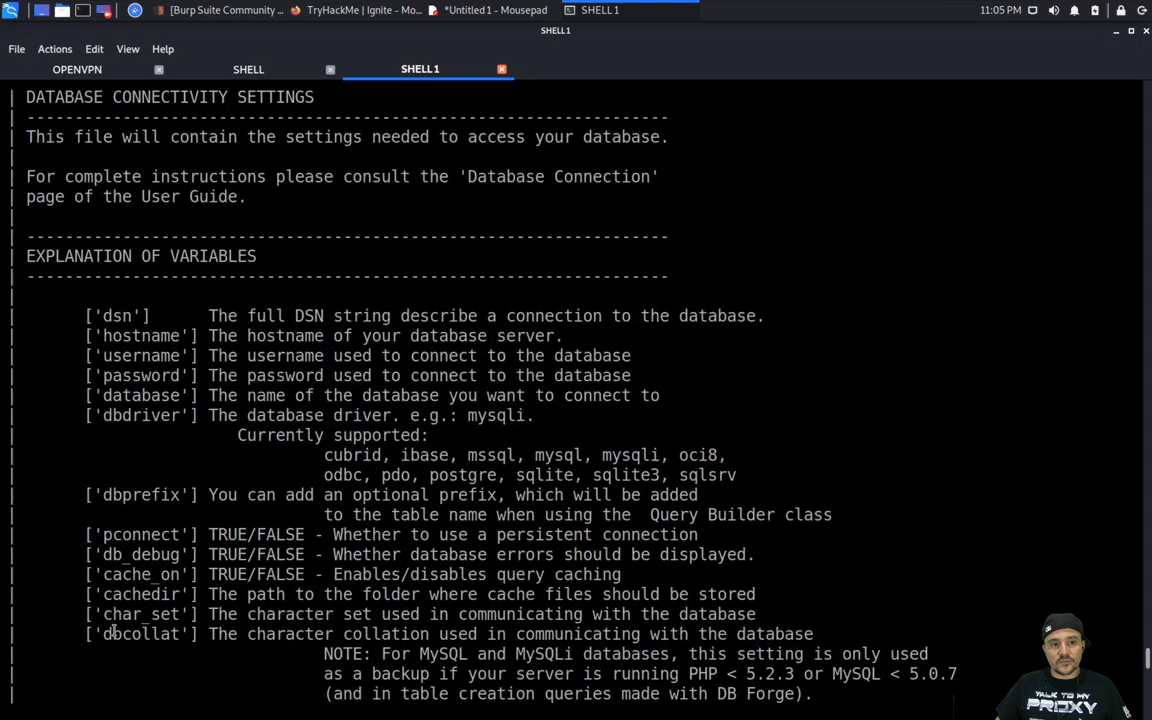 [Burp Suite Community ...
TryHackMe | Ignite - Mo...
*Untitled 1 - Mousepad
SHELL 1
11:05 PM
SHELL1
File Actions Edit View Help
OPENVPN SHELL SHELL1
| DATABASE CONNECTIVITY SETTINGS
| -------------------------------------------------------------------
| This file will contain the settings needed to access your database.
|
| For complete instructions please consult the 'Database Connection'
| page of the User Guide.
|
| -------------------------------------------------------------------
| EXPLANATION OF VARIABLES
| -------------------------------------------------------------------
|
| ['dsn'] The full DSN string describe a connection to the database.
| ['hostname'] The hostname of your database server.
| ['username'] The username used to connect to the database
| ['password'] The password used to connect to the database
| ['database'] The name of the database you want to connect to
| ['dbdriver'] The database driver. e.g.: mysqli.
| Currently supported:
| cubrid, ibase, mssql, mysql, mysqli, oci8,
| odbc, pdo, postgre, sqlite, sqlite3, sqlsrv
| ['dbprefix'] You can add an optional prefix, which will be added
| to the table name when using the  Query Builder class
| ['pconnect'] TRUE/FALSE - Whether to use a persistent connection
| ['db_debug'] TRUE/FALSE - Whether database errors should be displayed.
| ['cache_on'] TRUE/FALSE - Enables/disables query caching
| ['cachedir'] The path to the folder where cache files should be stored
| ['char_set'] The character set used in communicating with the database
| ['dbcollat'] The character collation used in communicating with the database
| NOTE: For MySQL and MySQLi databases, this setting is only used
| as a backup if your server is running PHP < 5.2.3 or MySQL < 5.0.7
| (and in table creation queries made with DB Forge).
TALK TO MY
PROXY